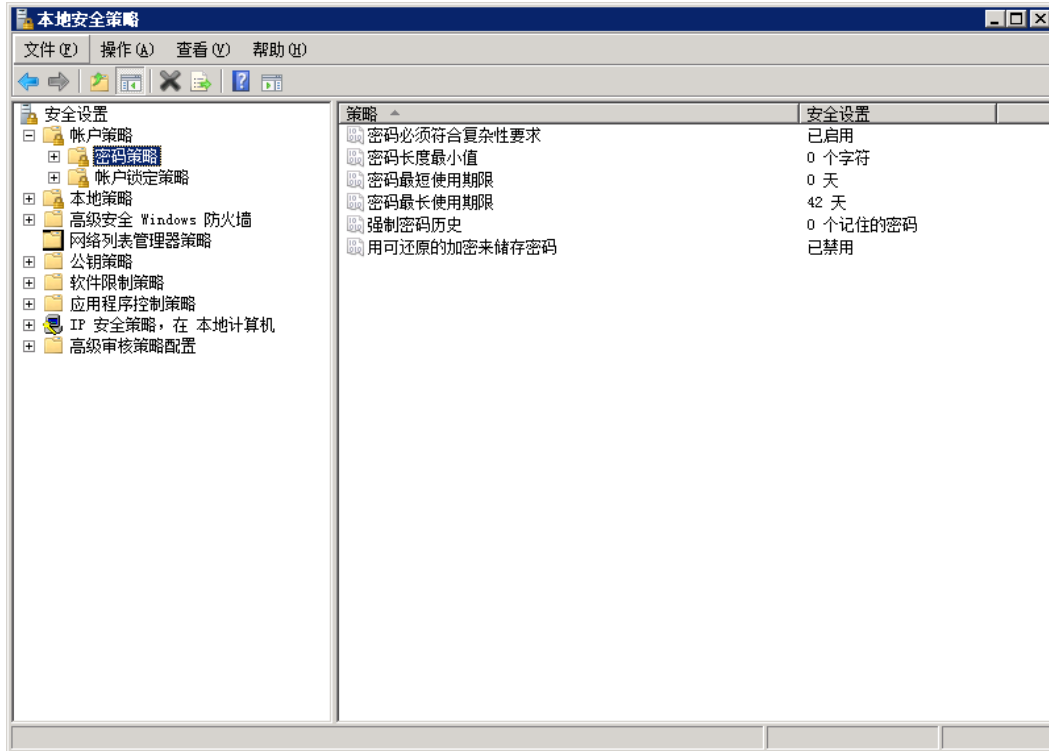 本地安全策略
文件(F) 操作(A) 查看(V) 帮助(H)
安全设置
帐户策略
密码策略
帐户锁定策略
本地策略
高级安全 Windows 防火墙
网络列表管理器策略
公钥策略
软件限制策略
应用程序控制策略
IP 安全策略，在 本地计算机
高级审核策略配置
策略 安全设置
密码必须符合复杂性要求 已启用
密码长度最小值 0 个字符
密码最短使用期限 0 天
密码最长使用期限 42 天
强制密码历史 0 个记住的密码
用可还原的加密来储存密码 已禁用